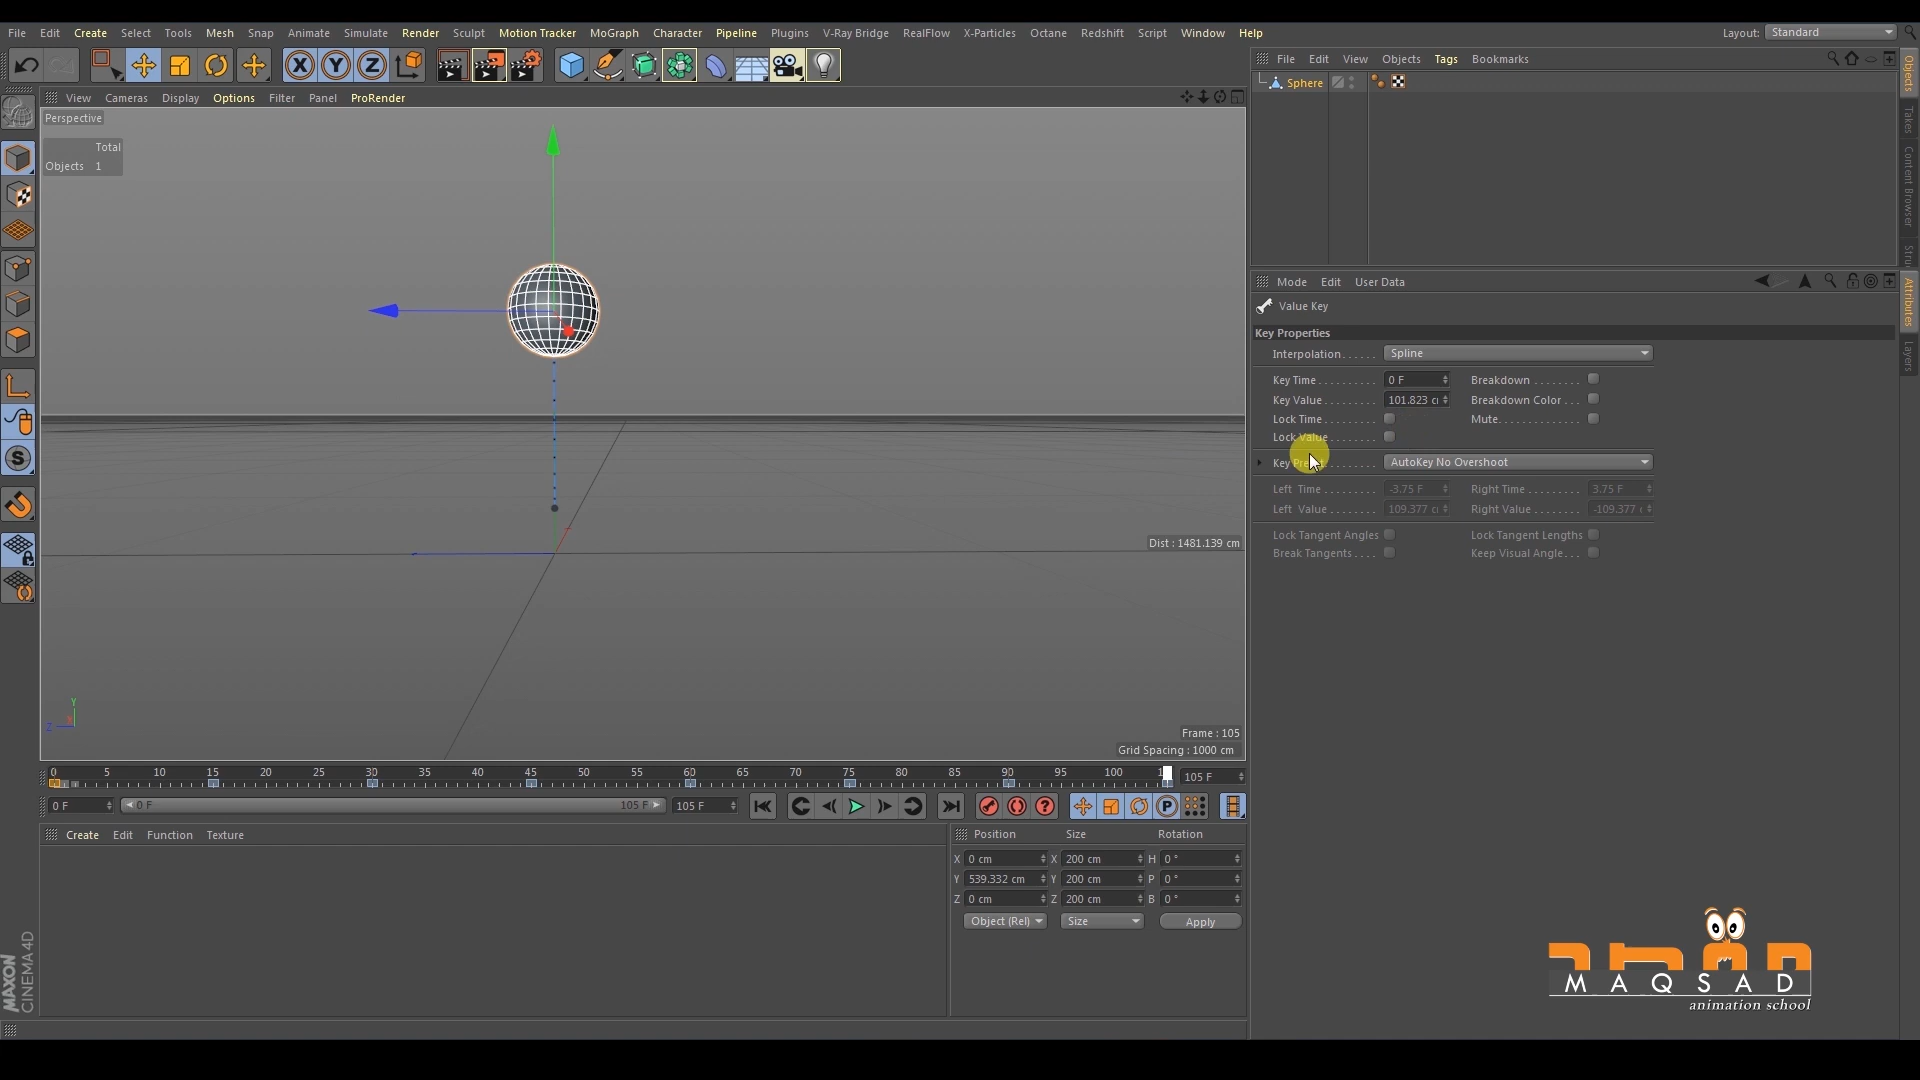 File Edit Create Select Tools Mesh Snap Animate Simulate Render Sculpt Motion Tracker MoGraph Character Pipeline Plugins V-Ray Bridge RealFlow X-Particles Octane Redshift Script Window Help Layout: Standard
File Edit View Objects Tags Bookmarks
Sphere
Objects
Takes
Content Browser
View Cameras Display Options Filter Panel ProRender
Perspective
Total
Objects 1
Dist : 1481.139 cm
Frame : 105
Grid Spacing : 1000 cm
Y
Z
Mode Edit User Data
Value Key
Key Properties
Interpolation...... Spline
Key Time.......... 0 F Breakdown........
Key Value......... 101.823 Breakdown Color...
Lock Time......... Mute..............
Lock Value........
Key AutoKey No Overshoot
Left Time......... -3.75 F Right Time........ 3.75 F
Left Value........ 109.377 Right Value....... -109.377
Lock Tangent Angles Lock Tangent Lengths
Break Tangents.... Keep Visual Angle...
Attributes
Layers
0 5 10 15 20 25 30 35 40 45 50 55 60 65 70 75 80 85 90 95 100 105 F
0 F 0 F 105 F 105 F
Create Edit Function Texture
Position Size Rotation
X 0 cm X 200 cm H 0 °
Y 539.332 cm Y 200 cm P 0 °
Z 0 cm Z 200 cm B 0 °
Object (Rel) Size Apply
MAXON
CINEMA 4D
MAQSAD
animation school